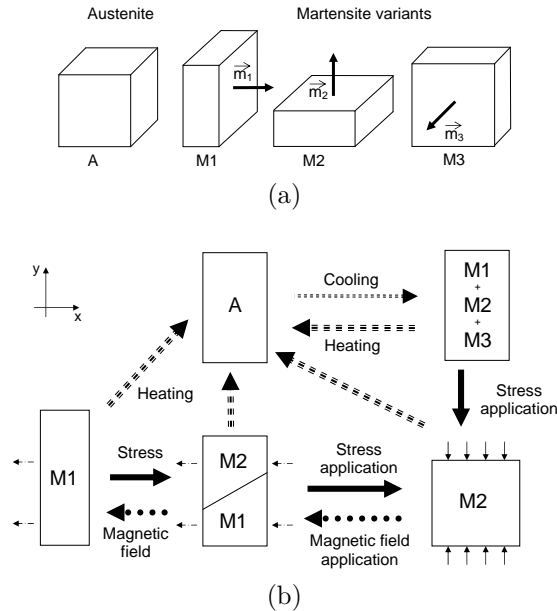 Austenite
Martensite variants
m1
m2
m3
A
M1
M2
M3
(a)
y
x
A
Cooling
Heating
M1
+
M2
+
M3
Heating
Stress
application
M1
Stress
Magnetic
field
M2
M1
Stress
application
Magnetic field
application
M2
(b)